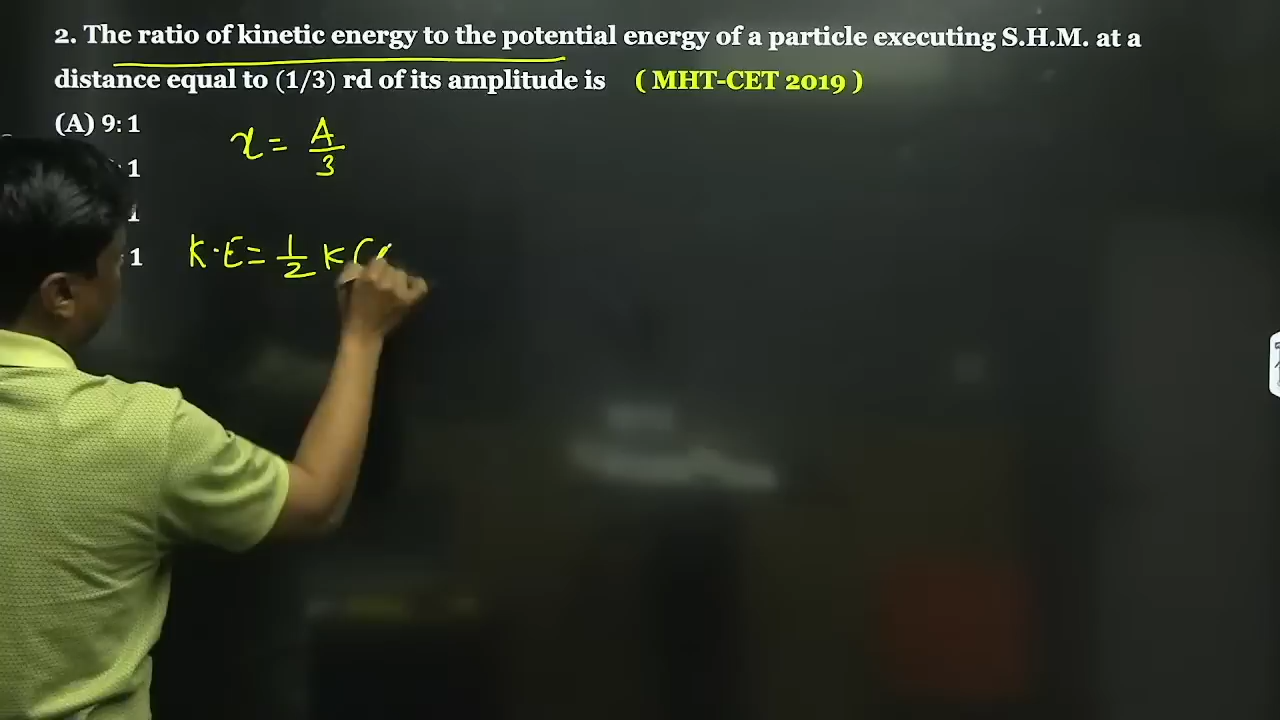 2. The ratio of kinetic energy to the potential energy of a particle executing S.H.M. at a
distance equal to (1/3) rd of its amplitude is ( MHT-CET 2019 )
(A) 9: 1
x = A/3
1
1
: 1
K.E = 1/2 K (